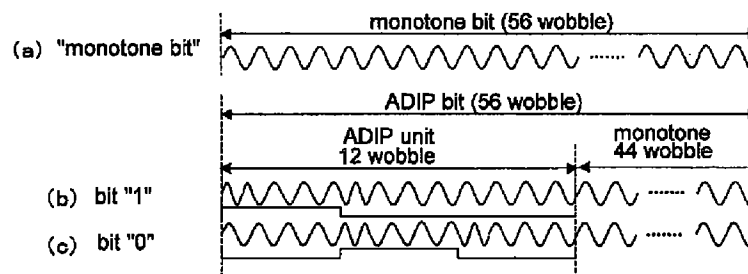 monotone bit (56 wobble)
(a) "monotone bit"
ADIP bit (56 wobble)
ADIP unit
12 wobble
monotone
44 wobble
(b) bit "1"
(c) bit "0"